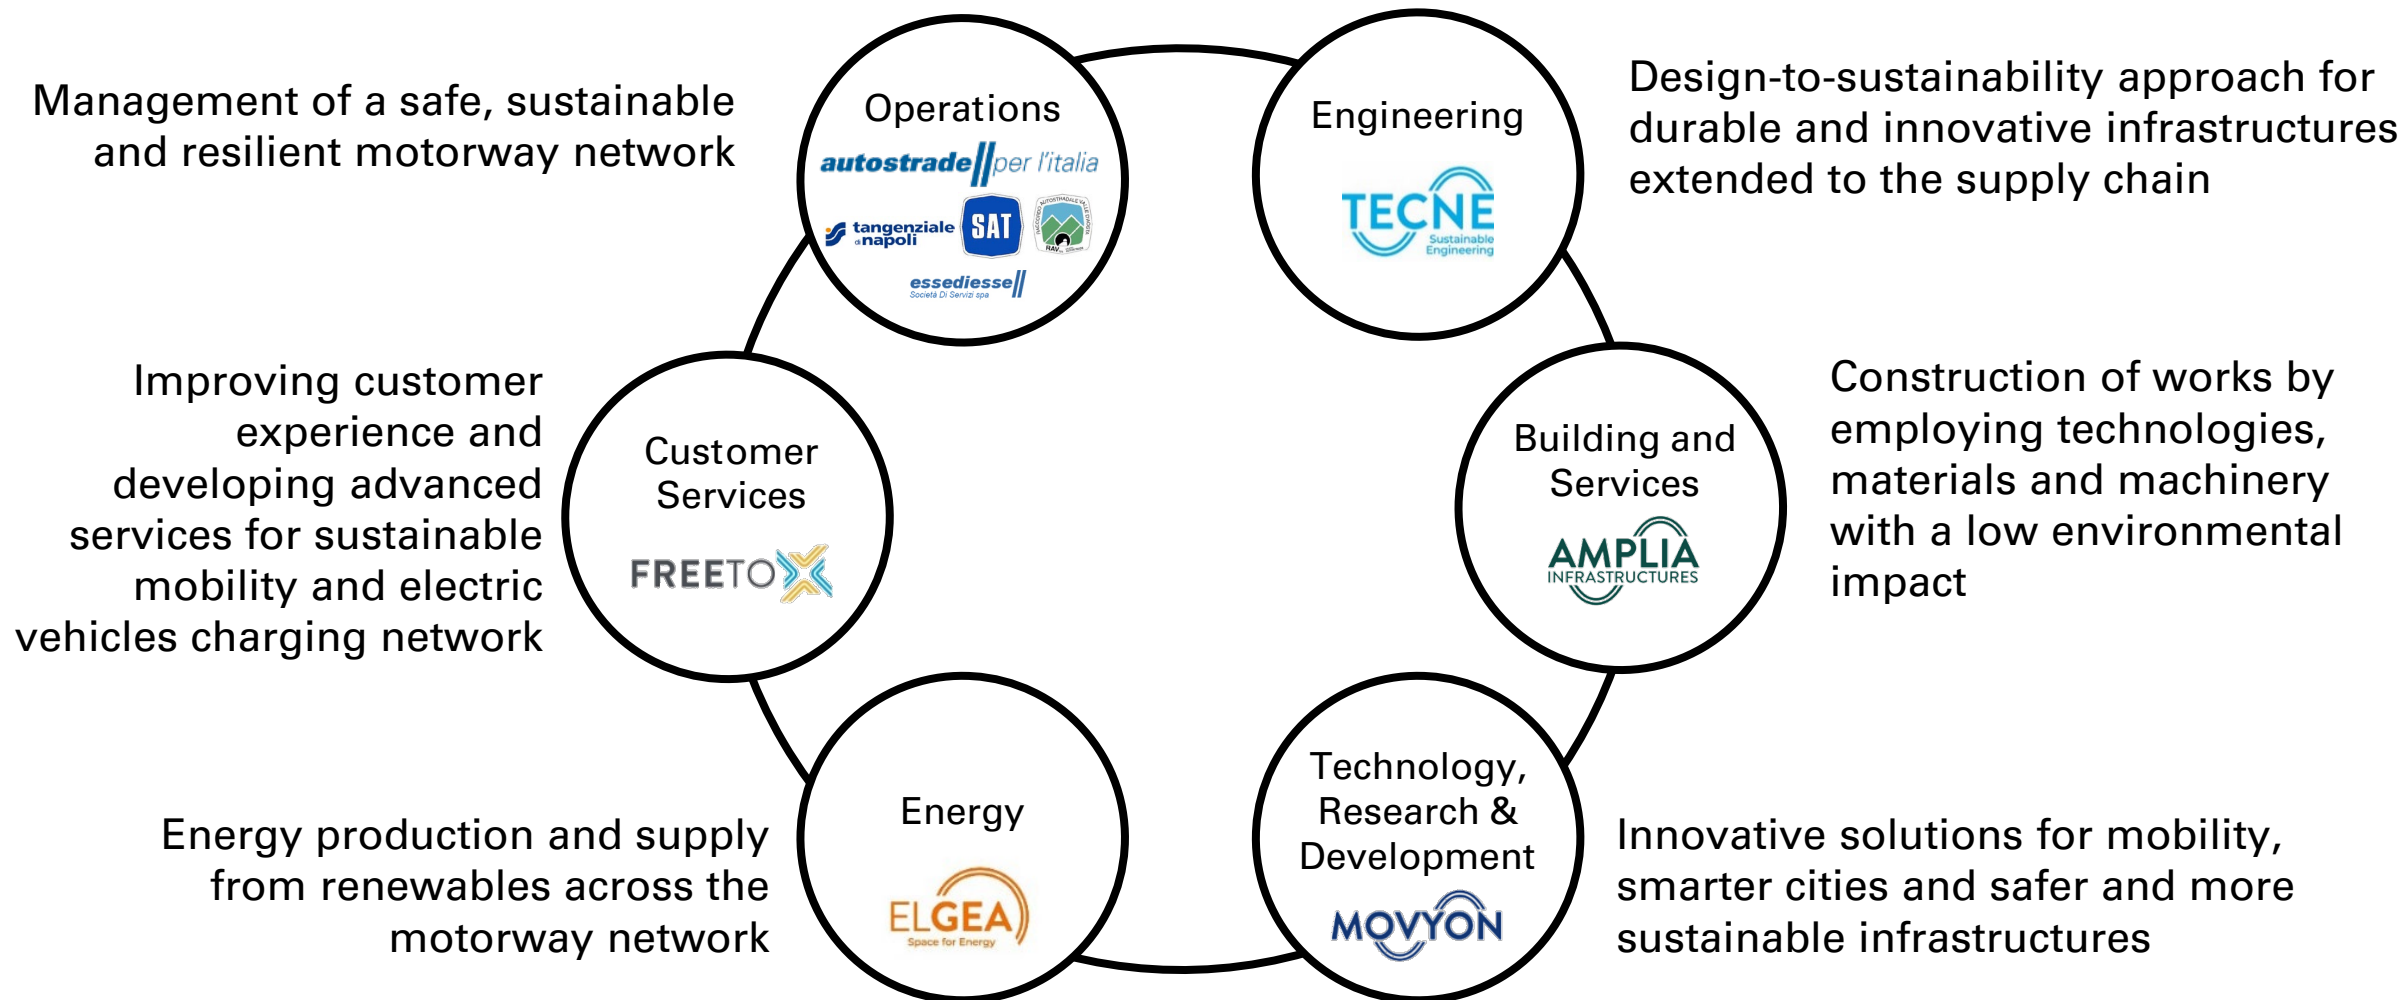 Management of a safe, sustainable
and resilient motorway network
Operations
autostrade//per l'italia
tangenziale
di napoli
SAT
RAV
essediesse//
Società Di Servizi spa
Engineering
TECNE
Sustainable
Engineering
Design-to-sustainability approach for
durable and innovative infrastructures
extended to the supply chain
Improving customer
experience and
developing advanced
services for sustainable
mobility and electric
vehicles charging network
Customer
Services
FREETOX
Building and
Services
AMPLIA
INFRASTRUCTURES
Construction of works by
employing technologies,
materials and machinery
with a low environmental
impact
Energy production and supply
from renewables across the
motorway network
Energy
ELGEA
Space for Energy
Technology,
Research &
Development
MOVYON
Innovative solutions for mobility,
smarter cities and safer and more
sustainable infrastructures